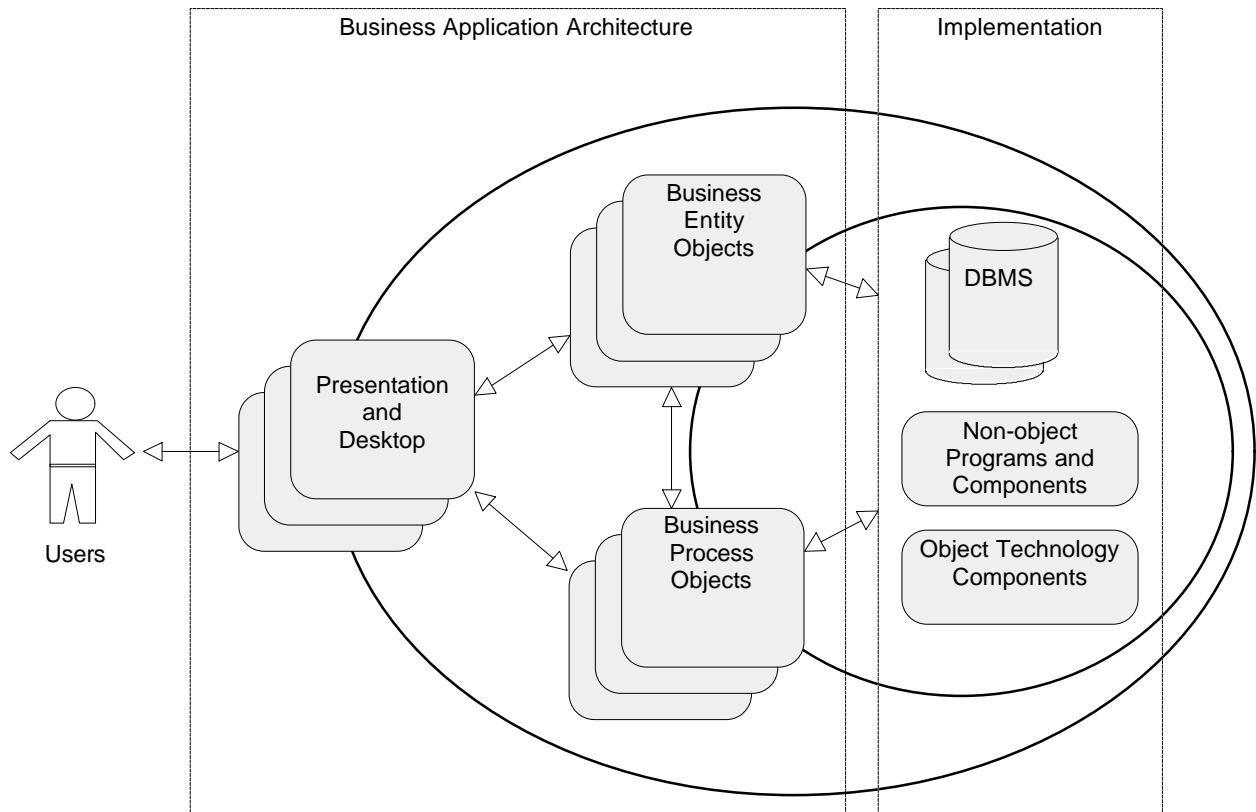 Business Application Architecture
Implementation
Business
Entity
Objects
DBMS
Presentation
and
Desktop
Non-object
Programs and
Components
Users
Business
Process
Objects
Object Technology
Components